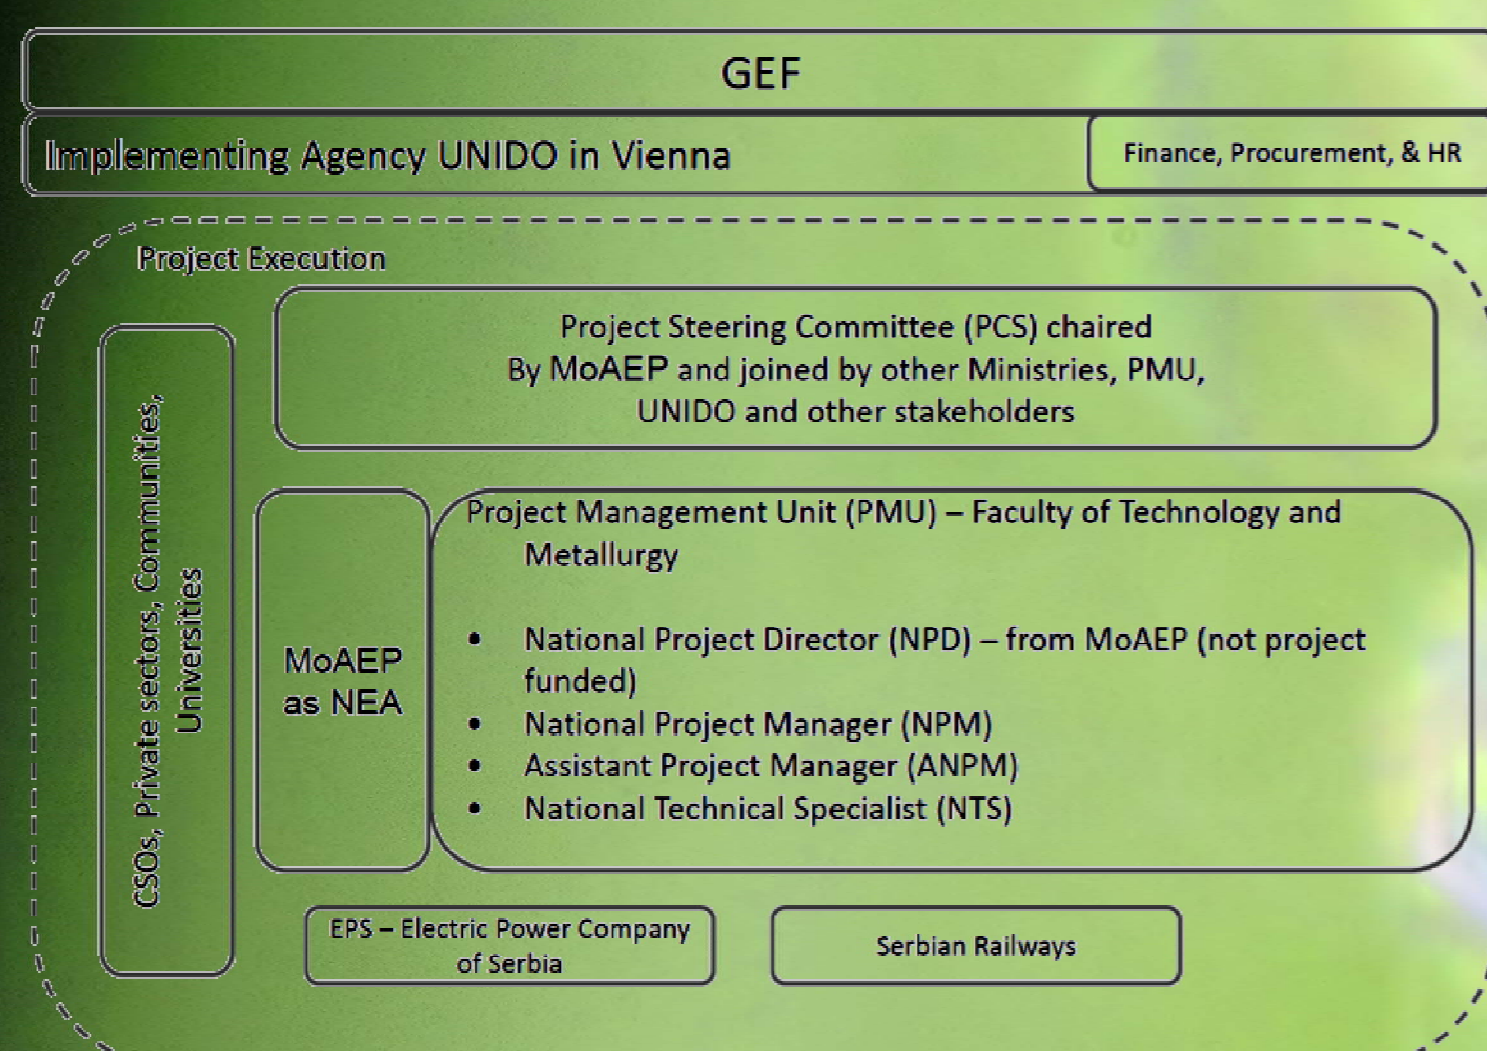 GEF
Implementing Agency UNIDO in Vienna
Finance, Procurement, & HR
Project Execution
Project Steering Committee (PCS) chaired
By MoAEP and joined by other Ministries, PMU,
UNIDO and other stakeholders
CSOs, Private sectors, Communities,
Universities
MoAEP
as NEA
Project Management Unit (PMU) – Faculty of Technology and
Metallurgy
• National Project Director (NPD) – from MoAEP (not project
funded)
• National Project Manager (NPM)
• Assistant Project Manager (ANPM)
• National Technical Specialist (NTS)
EPS – Electric Power Company
of Serbia
Serbian Railways